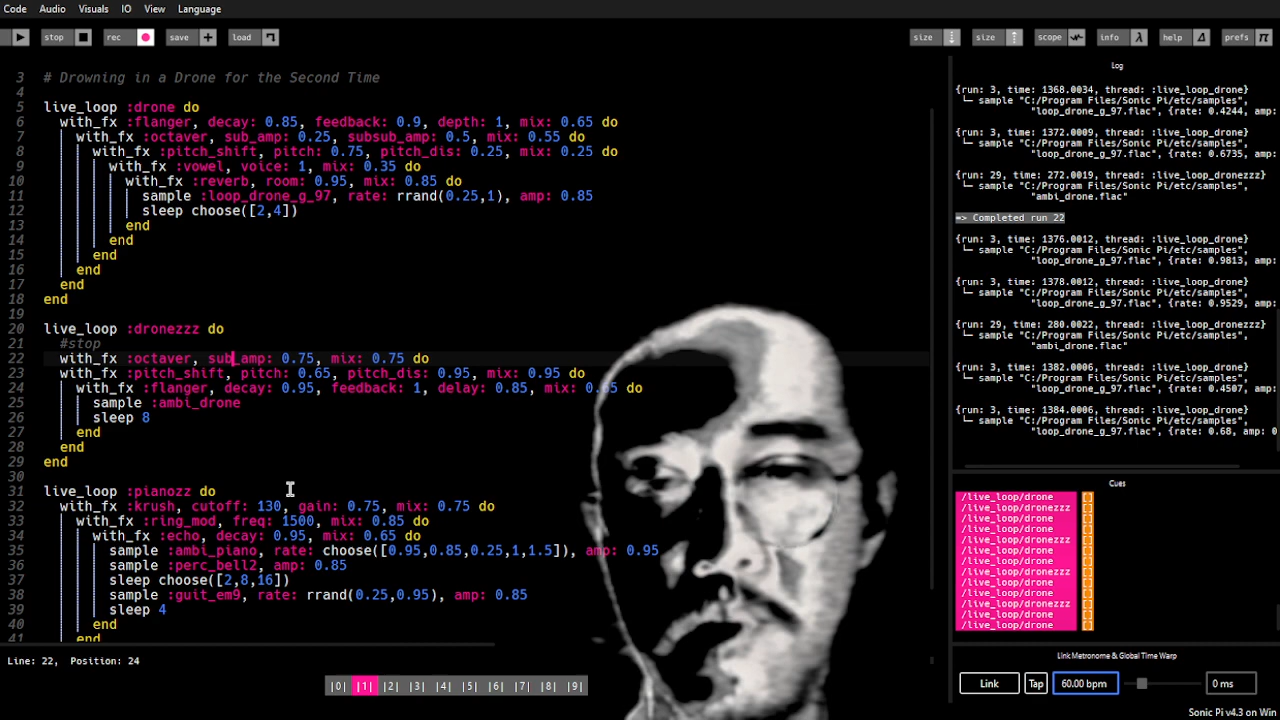 Code Audio Visuals IO View Language
stop rec save load size size scope info help prefs
3 # Drowning in a Drone for the Second Time
4
5 live_loop :drone do
6 with_fx :flanger, decay: 0.85, feedback: 0.9, depth: 1, mix: 0.65 do
7 with_fx :octaver, sub_amp: 0.25, subsub_amp: 0.5, mix: 0.55 do
8 with_fx :pitch_shift, pitch: 0.75, pitch_dis: 0.25, mix: 0.25 do
9 with_fx :vowel, voice: 1, mix: 0.35 do
10 with_fx :reverb, room: 0.95, mix: 0.85 do
11 sample :loop_drone_g_97, rate: rrand(0.25,1), amp: 0.85
12 sleep choose([2,4])
13 end
14 end
15 end
16 end
17 end
18 end
19
20 live_loop :dronezzz do
21 #stop
22 with_fx :octaver, sub_amp: 0.75, mix: 0.75 do
23 with_fx :pitch_shift, pitch: 0.65, pitch_dis: 0.95, mix: 0.95 do
24 with_fx :flanger, decay: 0.95, feedback: 1, delay: 0.85, mix: 0.65 do
25 sample :ambi_drone
26 sleep 8
27 end
28 end
29 end
30
31 live_loop :pianozz do
32 with_fx :krush, cutoff: 130, gain: 0.75, mix: 0.75 do
33 with_fx :ring_mod, freq: 1500, mix: 0.85 do
34 with_fx :echo, decay: 0.95, mix: 0.65 do
35 sample :ambi_piano, rate: choose([0.95,0.85,0.25,1,1.5]), amp: 0.95
36 sample :perc_bell2, amp: 0.85
37 sleep choose([2,8,16])
38 sample :guit_em9, rate: rrand(0.25,0.95), amp: 0.85
39 sleep 4
40 end
41 end
Line: 22, Position: 24
|0| |1| |2| |3| |4| |5| |6| |7| |8| |9|
Log
{run: 3, time: 1368.0034, thread: :live_loop_drone}
└─ sample "C:/Program Files/Sonic Pi/etc/samples",
"loop_drone_g_97.flac", {rate: 0.4244, amp:
{run: 3, time: 1372.0009, thread: :live_loop_drone}
└─ sample "C:/Program Files/Sonic Pi/etc/samples",
"loop_drone_g_97.flac", {rate: 0.6735, amp:
{run: 29, time: 272.0019, thread: :live_loop_dronezzz}
└─ sample "C:/Program Files/Sonic Pi/etc/samples",
"ambi_drone.flac"
=> Completed run 22
{run: 3, time: 1376.0012, thread: :live_loop_drone}
└─ sample "C:/Program Files/Sonic Pi/etc/samples",
"loop_drone_g_97.flac", {rate: 0.9813, amp:
{run: 3, time: 1378.0012, thread: :live_loop_drone}
└─ sample "C:/Program Files/Sonic Pi/etc/samples",
"loop_drone_g_97.flac", {rate: 0.9529, amp:
{run: 29, time: 280.0022, thread: :live_loop_dronezzz}
└─ sample "C:/Program Files/Sonic Pi/etc/samples",
"ambi_drone.flac"
{run: 3, time: 1382.0006, thread: :live_loop_drone}
└─ sample "C:/Program Files/Sonic Pi/etc/samples",
"loop_drone_g_97.flac", {rate: 0.4507, amp:
{run: 3, time: 1384.0006, thread: :live_loop_drone}
└─ sample "C:/Program Files/Sonic Pi/etc/samples",
"loop_drone_g_97.flac", {rate: 0.68, amp: 0
Cues
/live_loop/drone []
/live_loop/dronezzz []
/live_loop/drone []
/live_loop/drone []
/live_loop/dronezzz []
/live_loop/drone []
/live_loop/drone []
/live_loop/dronezzz []
/live_loop/drone []
/live_loop/drone []
/live_loop/dronezzz []
/live_loop/drone []
/live_loop/drone []
Link Metronome & Global Time Warp
Link Tap 60.00 bpm 0 ms
Sonic Pi v4.3 on Win